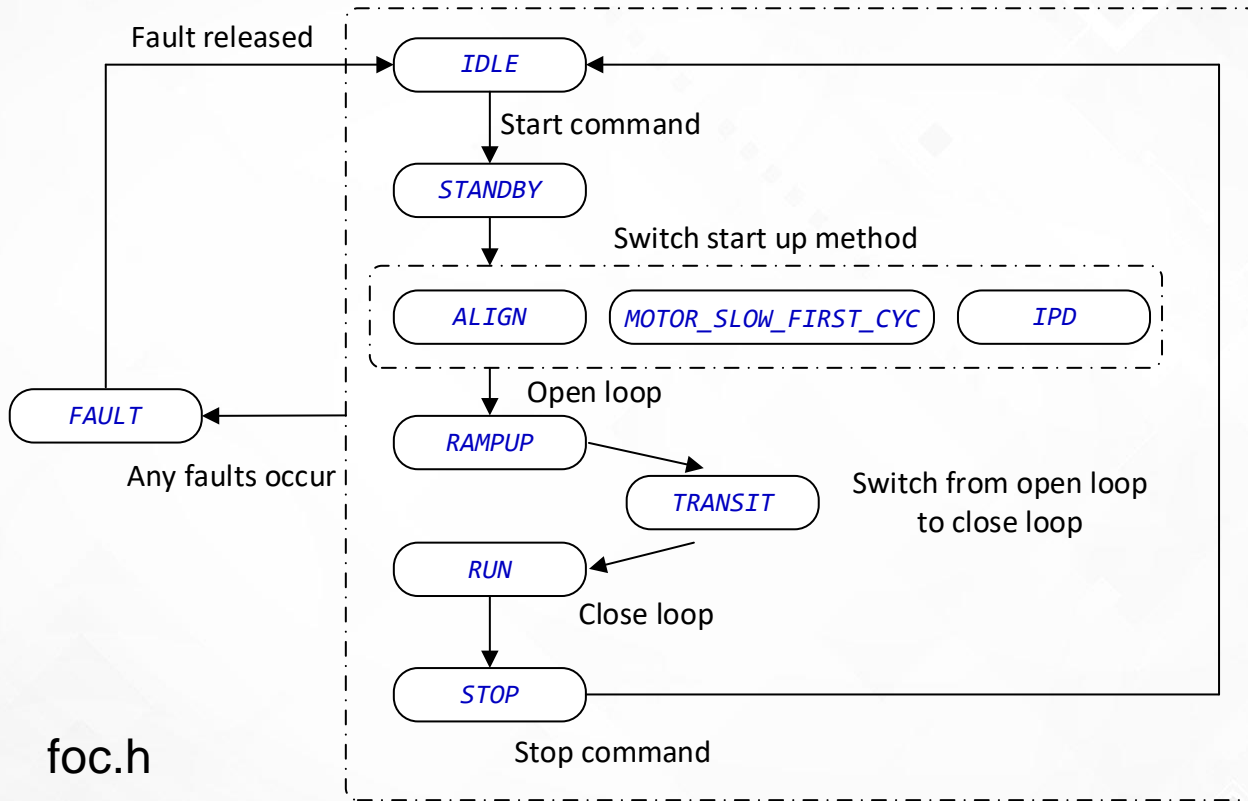 Fault released
IDLE
Start command
STANDBY
Switch start up method
ALIGN
MOTOR_SLOW_FIRST_CYC
IPD
Open loop
FAULT
RAMPUP
Any faults occur
TRANSIT
Switch from open loop
to close loop
RUN
Close loop
STOP
Stop command
foc.h